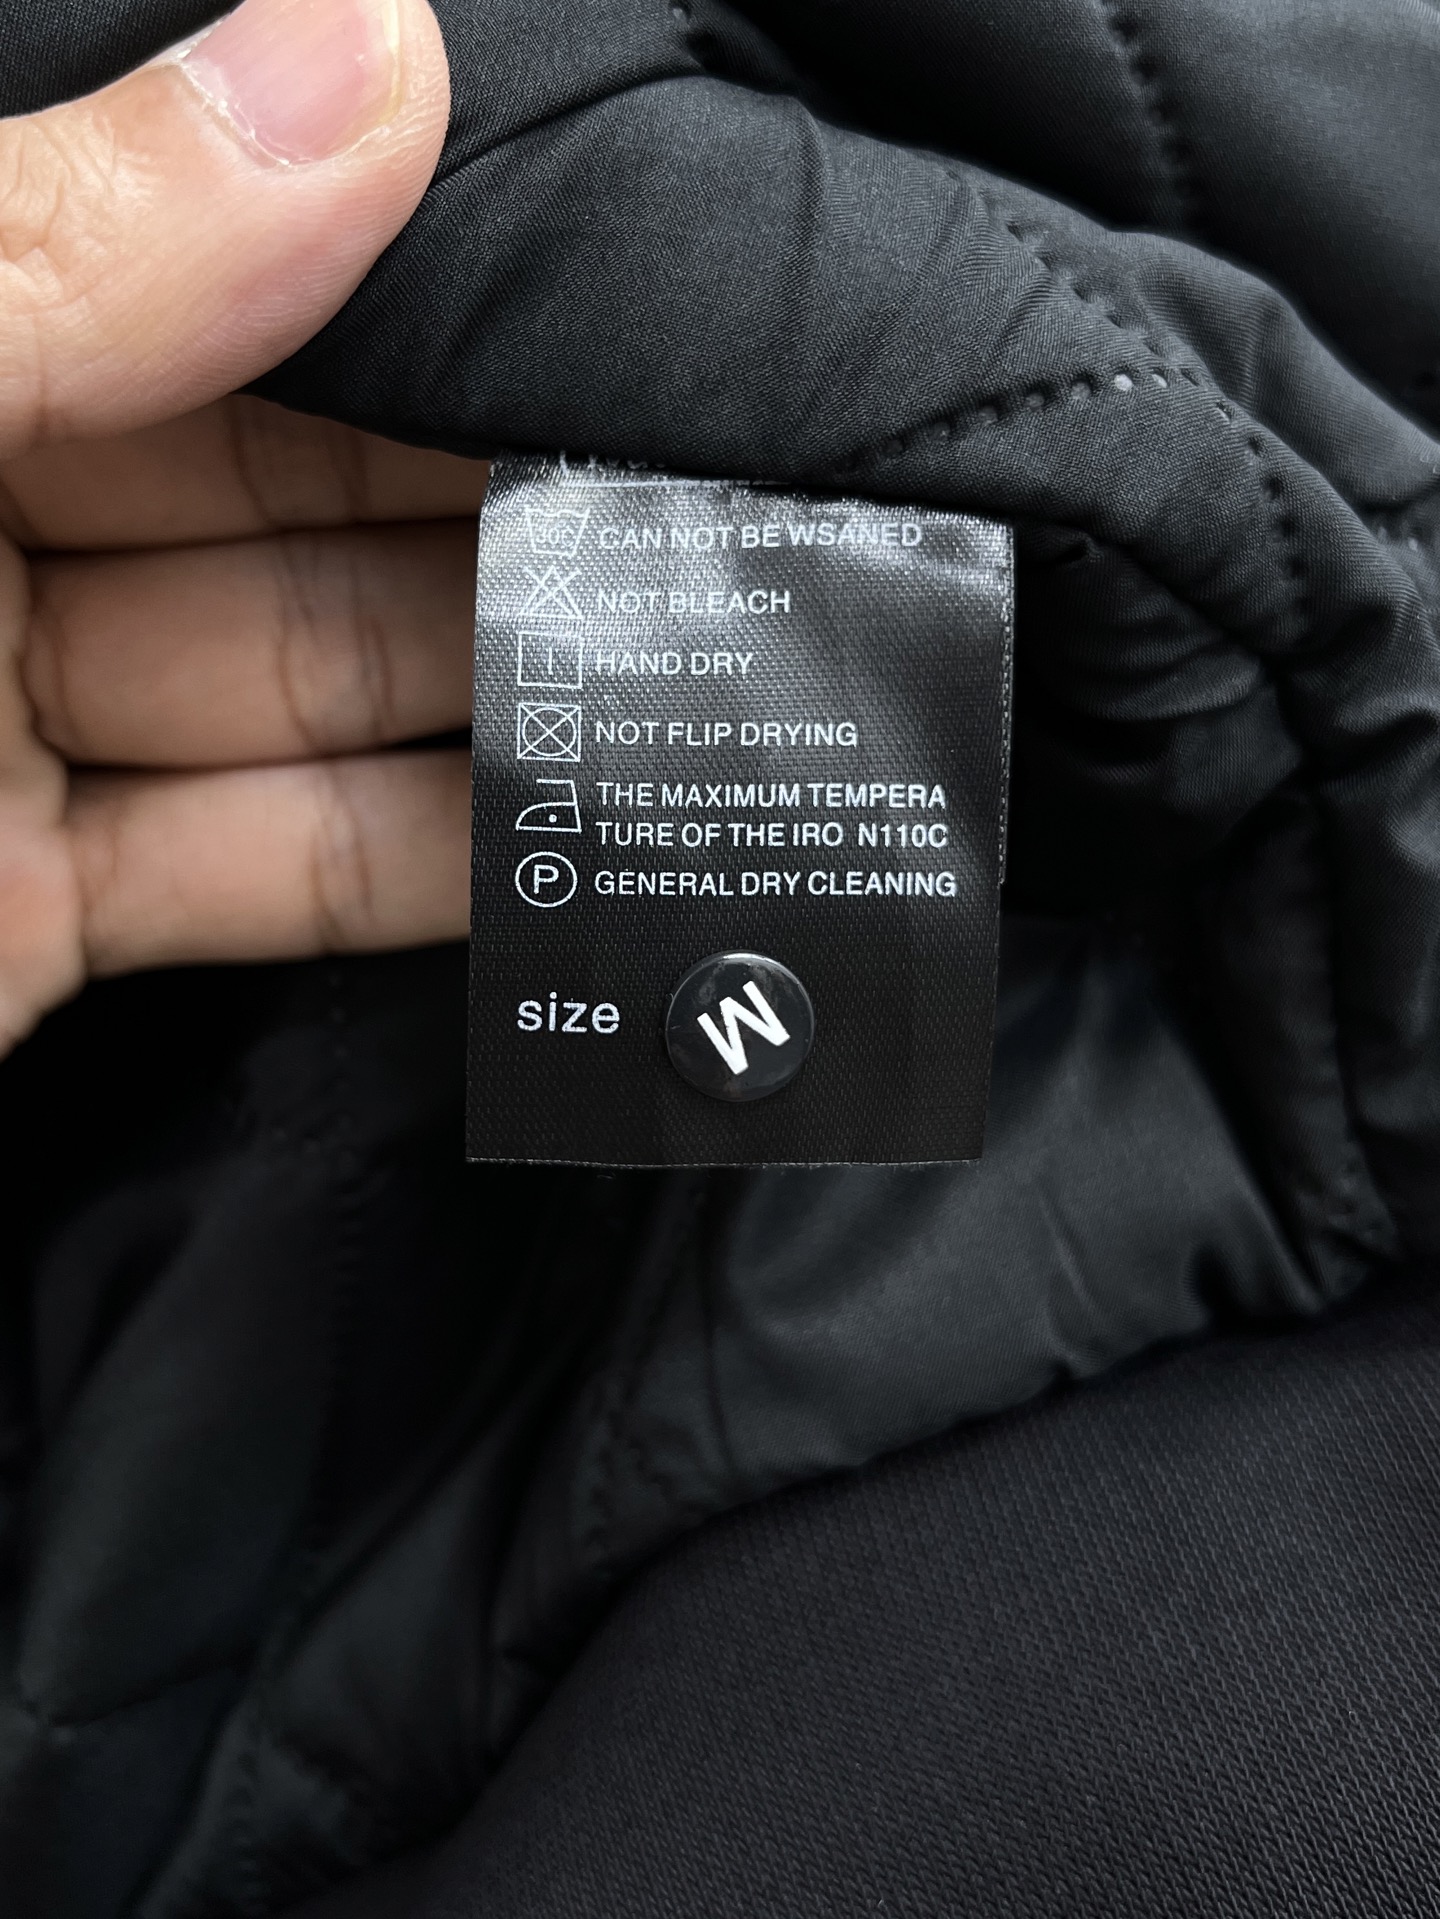 30C CAN NOT BE WSANED
NOT BLEACH
HAND DRY
NOT FLIP DRYING
THE MAXIMUM TEMPERA
TURE OF THE IRO N110C
P GENERAL DRY CLEANING
size M